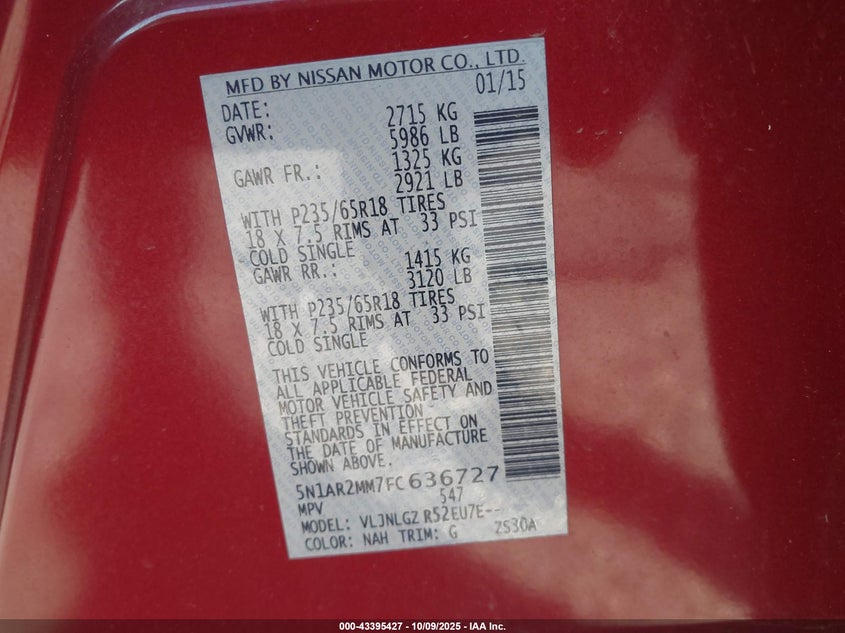 MFD BY NISSAN MOTOR CO., LTD.
DATE: 01/15
GVWR: 2715 KG
5986 LB
GAWR FR.: 1325 KG
2921 LB
WITH P235/65R18 TIRES
18 X 7.5 RIMS AT 33 PSI
COLD SINGLE
GAWR RR.: 1415 KG
3120 LB
WITH P235/65R18 TIRES
18 X 7.5 RIMS AT 33 PSI
COLD SINGLE
THIS VEHICLE CONFORMS TO
ALL APPLICABLE FEDERAL
MOTOR VEHICLE SAFETY AND
THEFT PREVENTION
STANDARDS IN EFFECT ON
THE DATE OF MANUFACTURE
SHOWN ABOVE.
5N1AR2MM7FC636727
MPV 547
MODEL: VLJNLGZ R52EU7E-- 
COLOR: NAH TRIM: G ZS30A
000-43395427 - 10/09/2025 - IAA Inc.